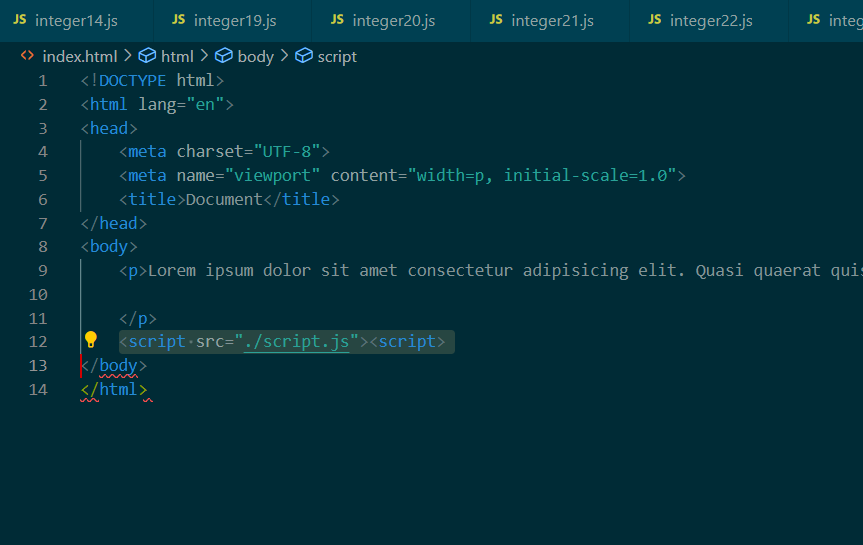 JS integer14.js JS integer19.js JS integer20.js JS integer21.js JS integer22.js JS
<> index.html > html > body > script
1 <!DOCTYPE html>
2 <html lang="en">
3 <head>
4 <meta charset="UTF-8">
5 <meta name="viewport" content="width=p, initial-scale=1.0">
6 <title>Document</title>
7 </head>
8 <body>
9 <p>Lorem ipsum dolor sit amet consectetur adipisicing elit. Quasi quaerat quis
10
11 </p>
12 <script·src="./script.js"><script>
13 </body>
14 </html>